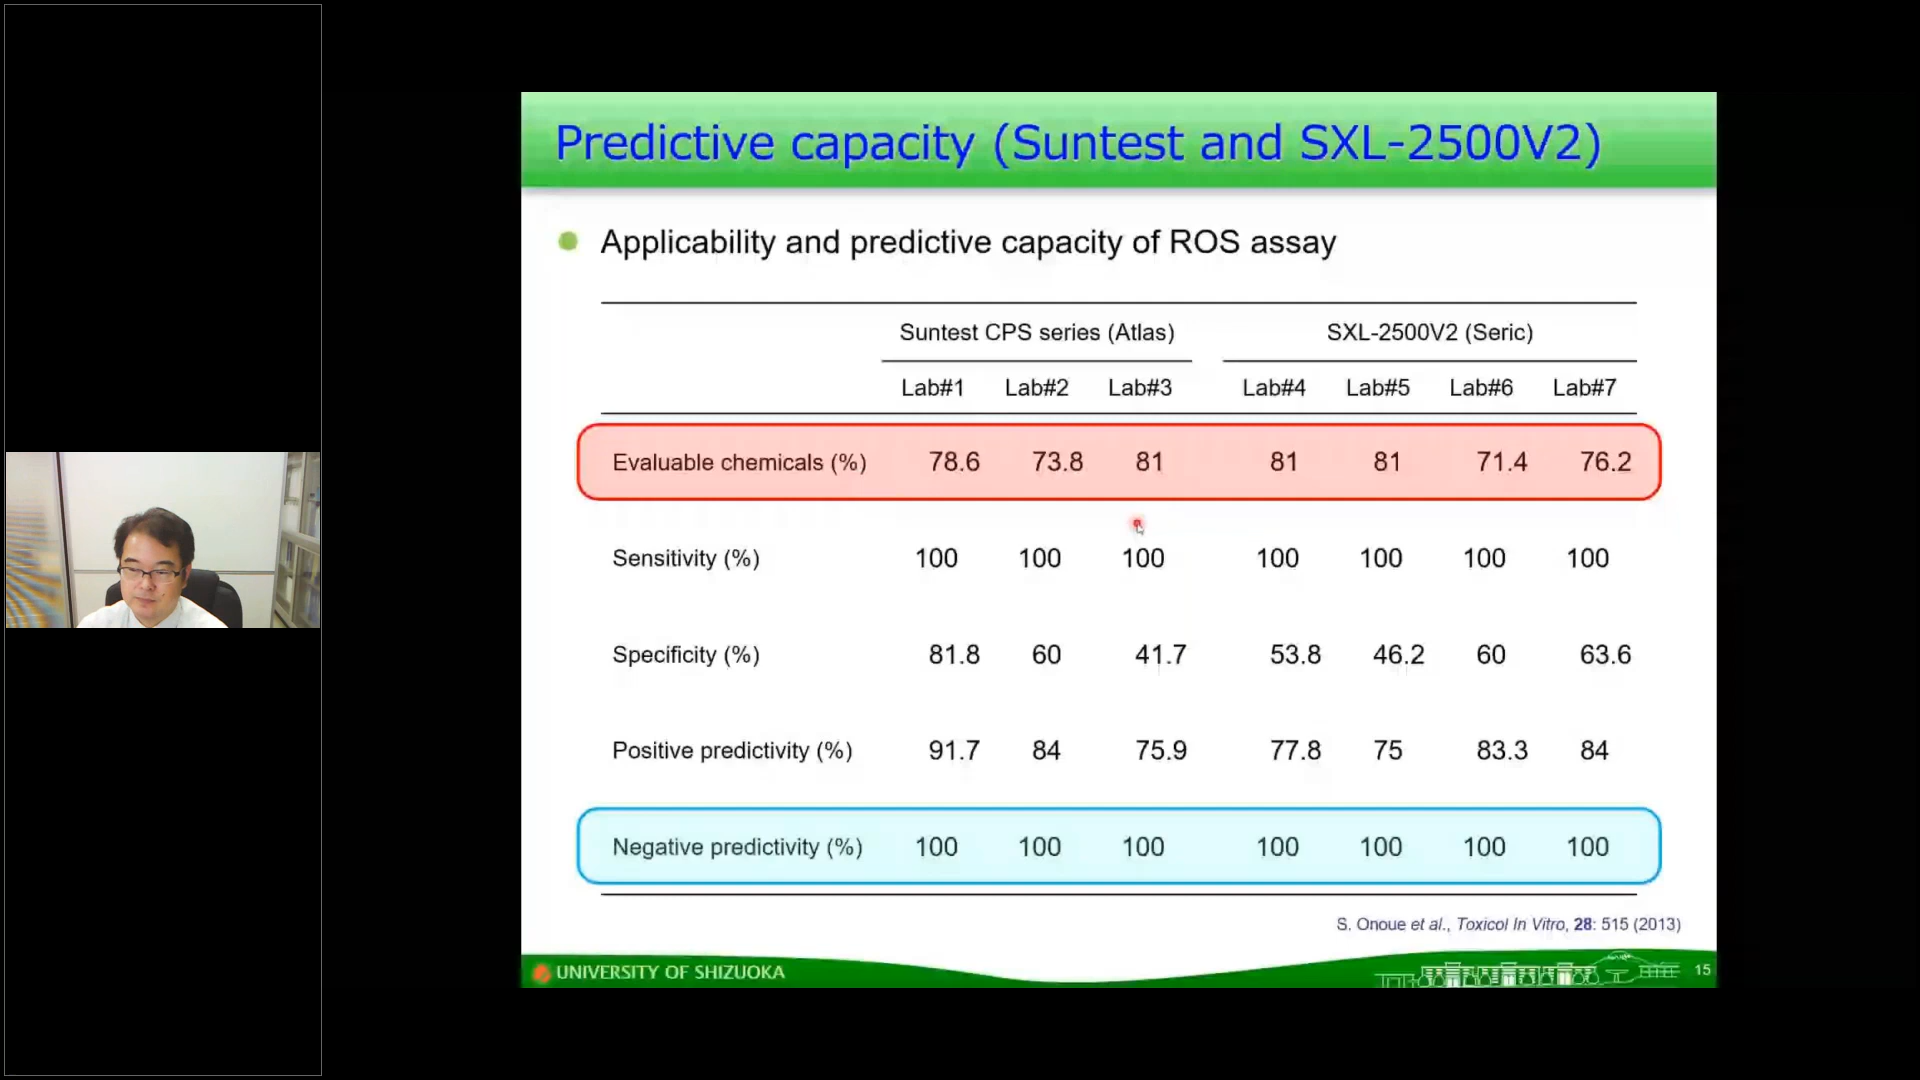 Predictive capacity (Suntest and SXL-2500V2)
Applicability and predictive capacity of ROS assay
Suntest CPS series (Atlas) SXL-2500V2 (Seric)
Lab#1 Lab#2 Lab#3 Lab#4 Lab#5 Lab#6 Lab#7
Evaluable chemicals (%) 78.6 73.8 81 81 81 71.4 76.2
Sensitivity (%) 100 100 100 100 100 100 100
Specificity (%) 81.8 60 41.7 53.8 46.2 60 63.6
Positive predictivity (%) 91.7 84 75.9 77.8 75 83.3 84
Negative predictivity (%) 100 100 100 100 100 100 100
S. Onoue et al., Toxicol In Vitro, 28: 515 (2013)
UNIVERSITY OF SHIZUOKA 15